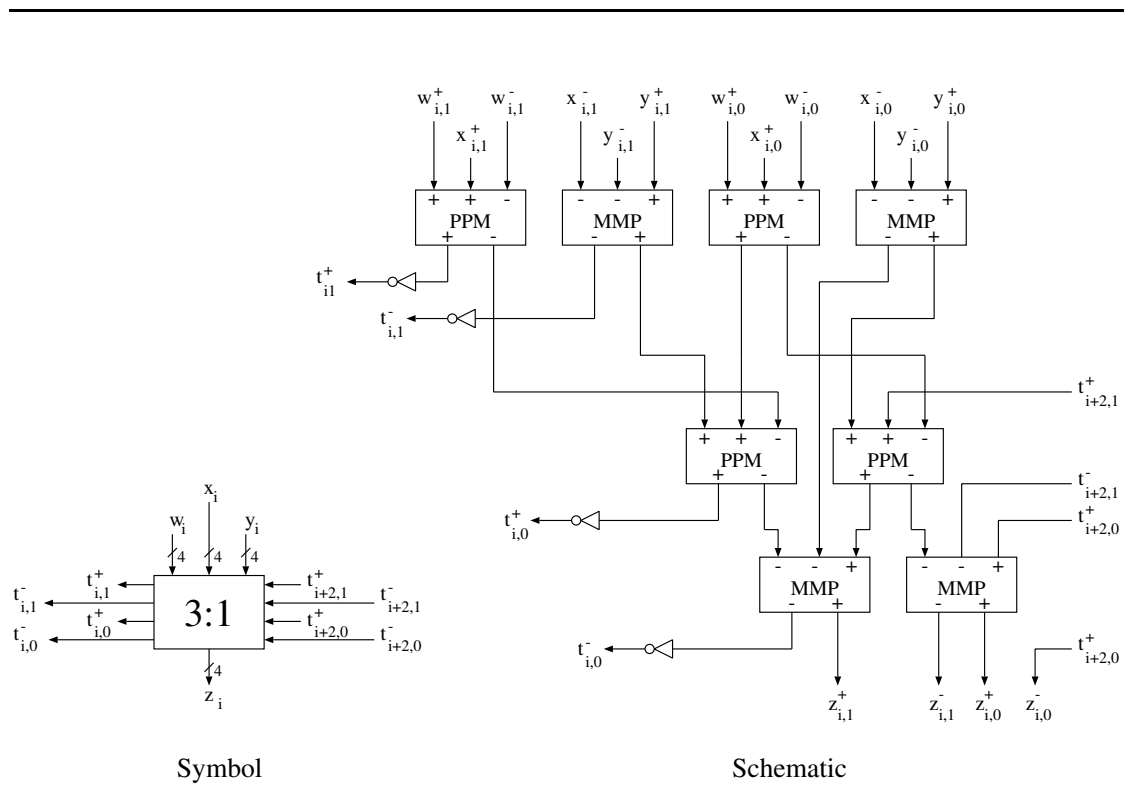 w+i,1 w-i,1 x-i,1 y+i,1 w+i,0 w-i,0 x-i,0 y+i,0
x+i,1 y-i,1 x+i,0 y-i,0
+ + - - - + + + - - - +
PPM MMP PPM MMP
+ - - + + - - +
t+i1
t-i,1
t+i+2,1
+ + - + + -
PPM PPM
+ - + -
t-i+2,1
t+i,0 t+i+2,0
- - + - - +
MMP MMP
- + - +
t-i,0 t+i+2,0
z+i,1 z-i,1 z+i,0 z-i,0
Schematic
xi
wi yi
4 4 4
t+i,1 t+i+2,1
t-i,1 t-i+2,1
3:1
t+i,0 t+i+2,0
t-i,0 t-i+2,0
4
zi
Symbol